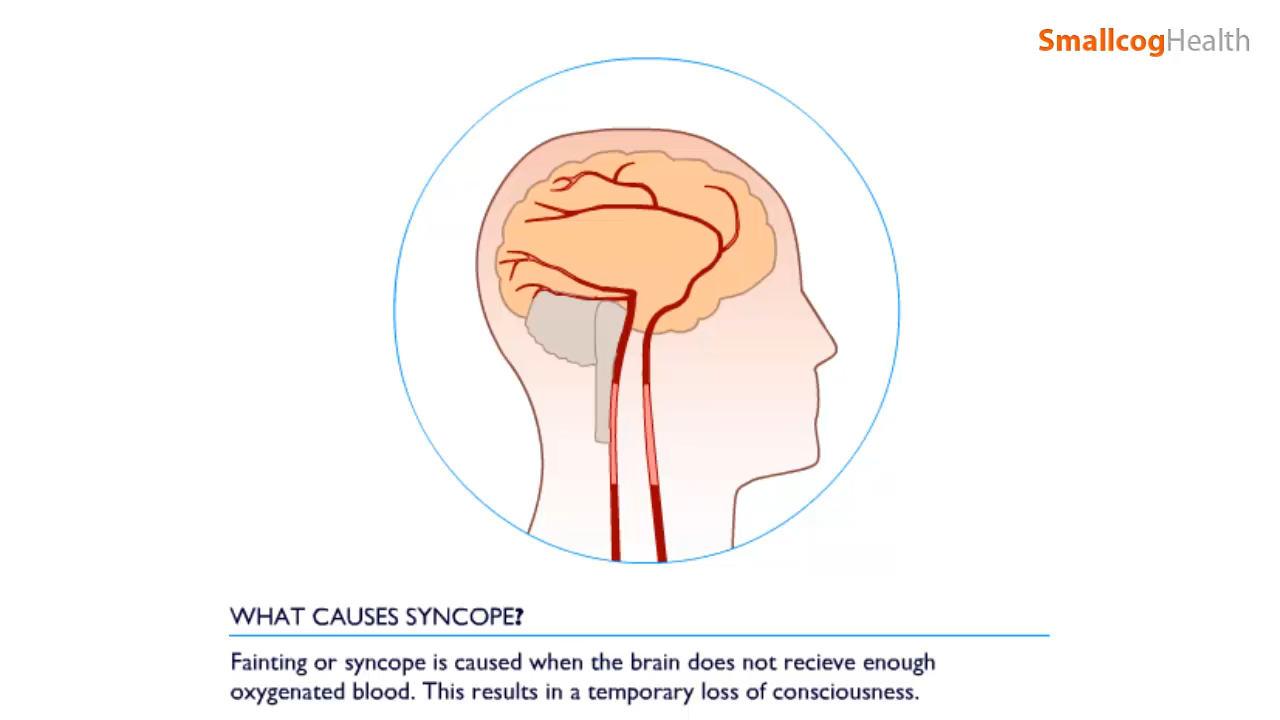 SmallcogHealth
WHAT CAUSES SYNCOPE?
Fainting or syncope is caused when the brain does not recieve enough
oxygenated blood. This results in a temporary loss of consciousness.